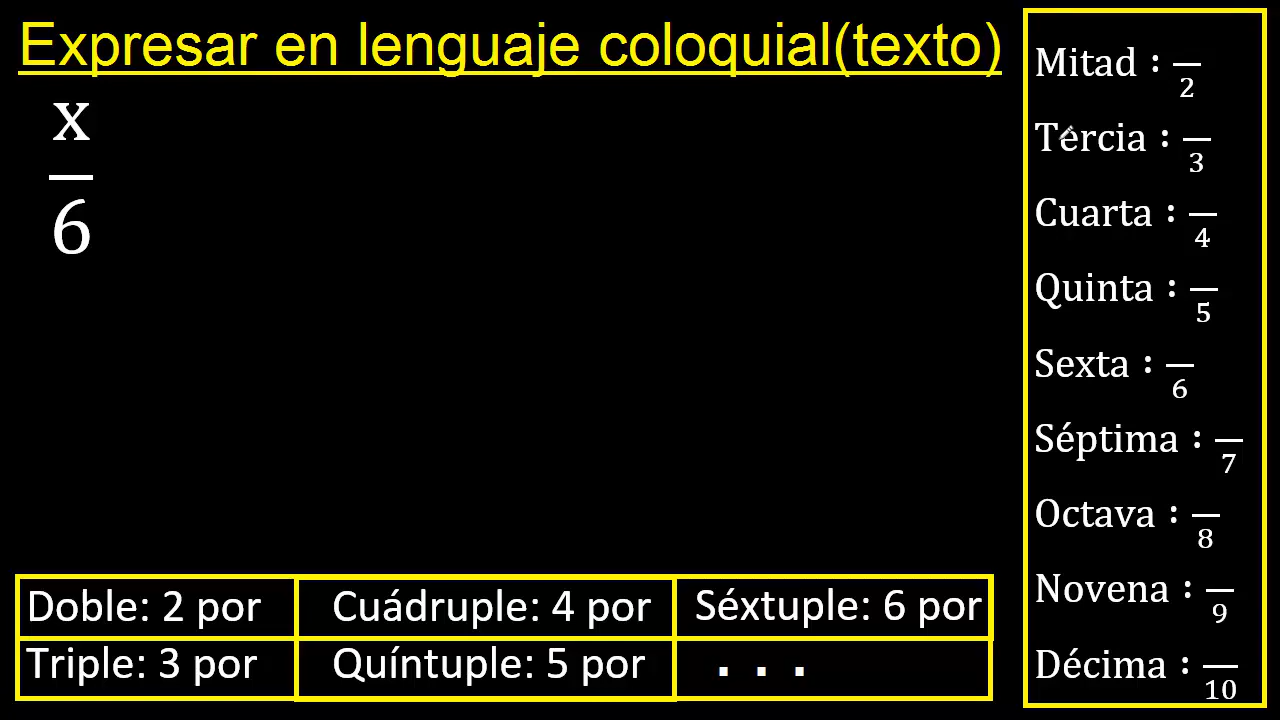 Expresar en lenguaje coloquial(texto)
x
6
Mitad : 2
Tércia : 3
Cuarta : 4
Quinta : 5
Sexta : 6
Séptima : 7
Octava : 8
Novena : 9
Décima : 10
Doble: 2 por Cuádruple: 4 por Séxtuple: 6 por
Triple: 3 por Quíntuple: 5 por . . .